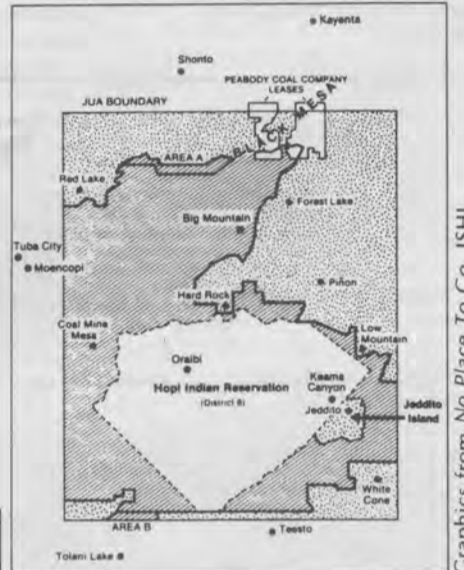 Kayenta
Shonto
PEABODY COAL COMPANY
LEASES
JUA BOUNDARY
BLACK MESA
AREA A
Red Lake
Forest Lake
Big Mountain
Tuba City
Moencopi
Piñon
Hard Rock
Coal Mine
Mesa
Low
Mountain
Oraibi
Keams
Canyon
Hopi Indian Reservation
(District 6)
Jeddito
Jeddito
Island
White
Cone
AREA B
Teesto
Tolani Lake
Graphics from No Place To Go, ISHI